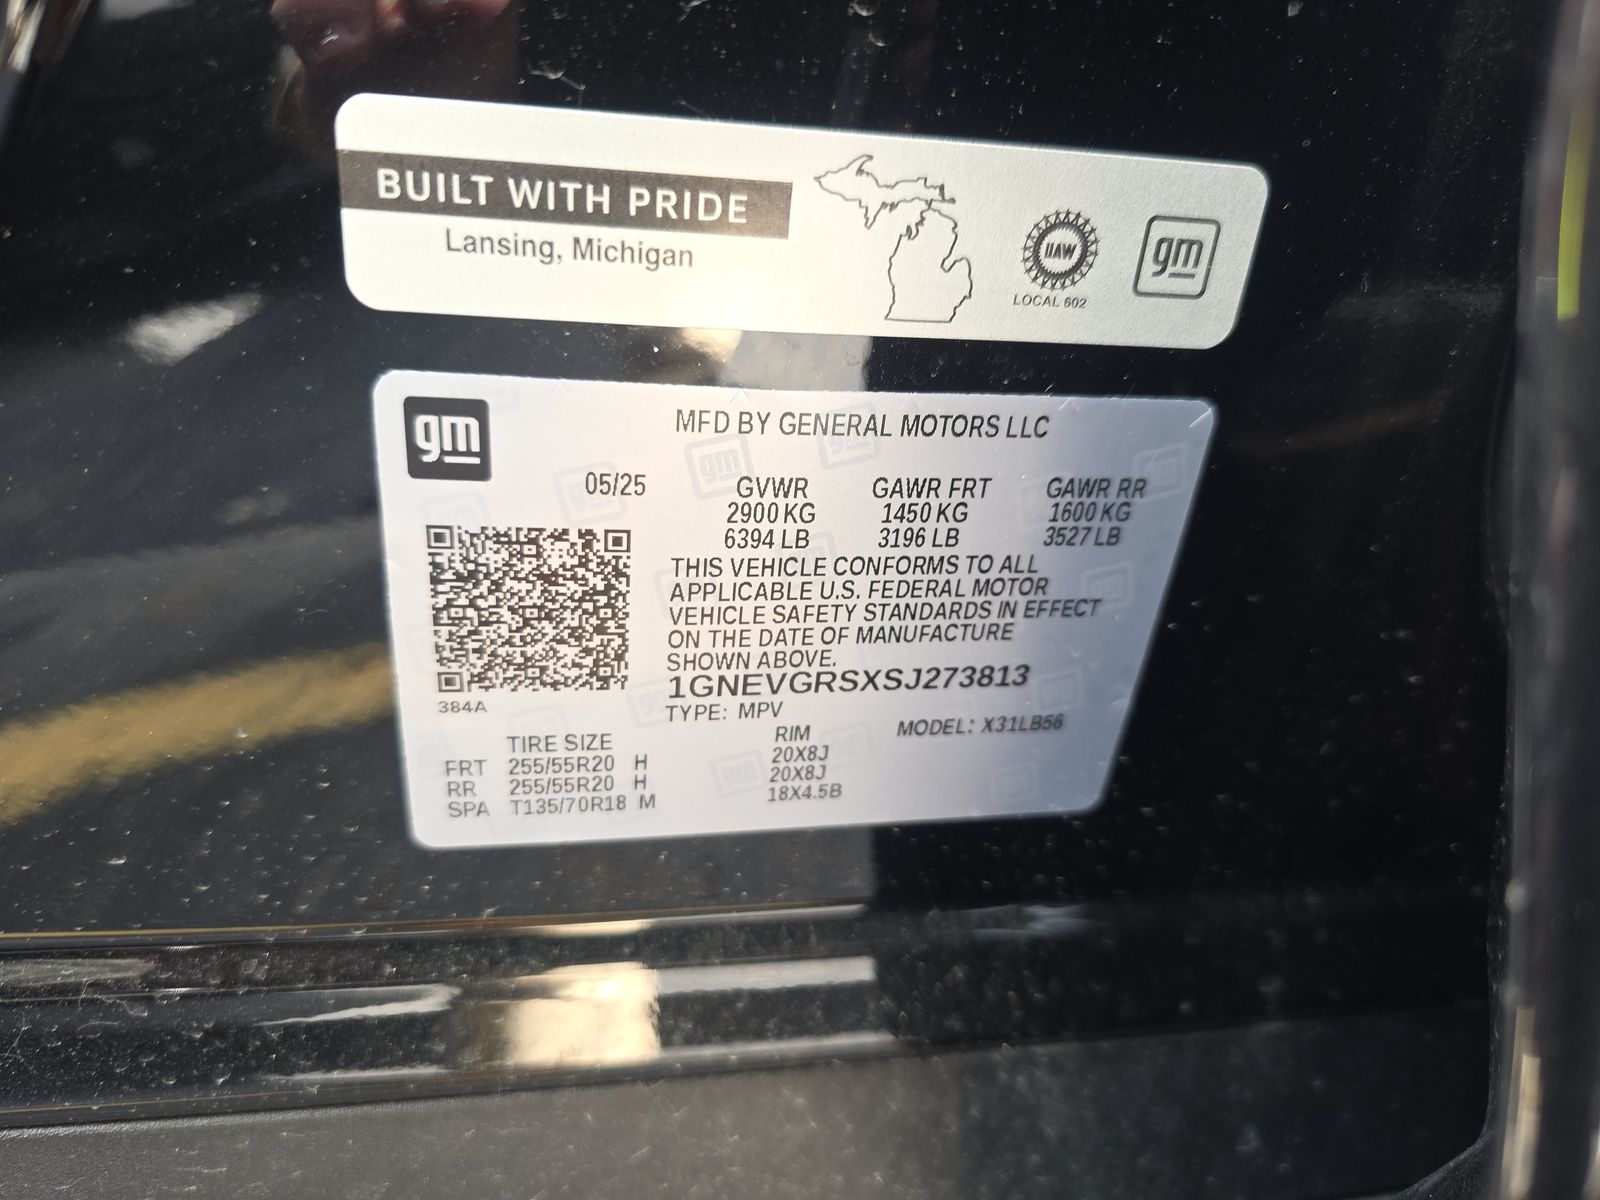 BUILT WITH PRIDE
Lansing, Michigan
UAW
LOCAL 602
gm
gm
MFD BY GENERAL MOTORS LLC
05/25 GVWR GAWR FRT GAWR RR
2900 KG 1450 KG 1600 KG
6394 LB 3196 LB 3527 LB
THIS VEHICLE CONFORMS TO ALL
APPLICABLE U.S. FEDERAL MOTOR
VEHICLE SAFETY STANDARDS IN EFFECT
ON THE DATE OF MANUFACTURE
SHOWN ABOVE.
1GNEVGRSXSJ273813
384A
TYPE: MPV MODEL: X31LB56
TIRE SIZE RIM
FRT 255/55R20 H 20X8J
RR 255/55R20 H 20X8J
SPA T135/70R18 M 18X4.5B